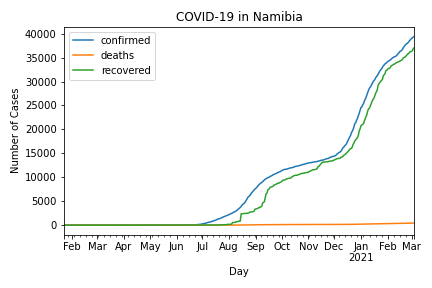 COVID-19 in Namibia
confirmed
deaths
recovered
Number of Cases
40000
35000
30000
25000
20000
15000
10000
5000
0
Feb Mar Apr May Jun Jul Aug Sep Oct Nov Dec Jan Feb Mar
2021
Day